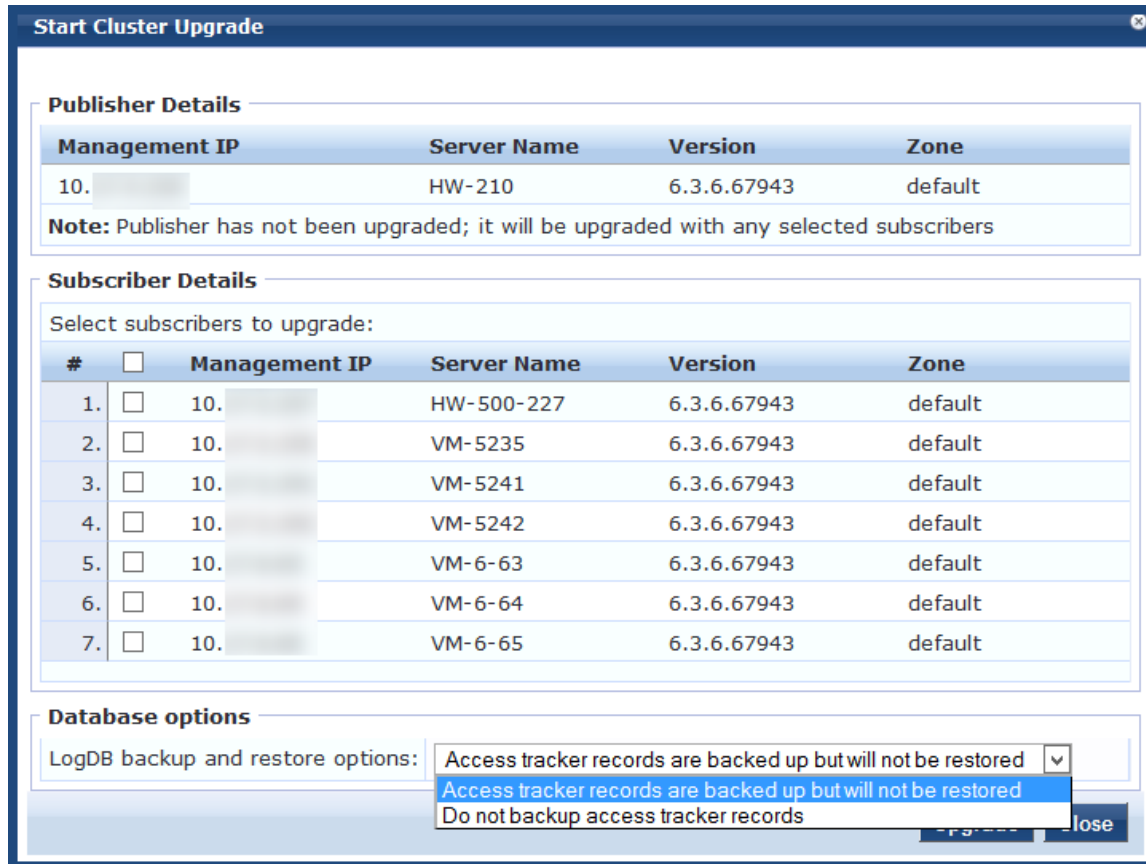 Start Cluster Upgrade
Publisher Details
Management IP Server Name Version Zone
10. HW-210 6.3.6.67943 default
Note: Publisher has not been upgraded; it will be upgraded with any selected subscribers
Subscriber Details
Select subscribers to upgrade:
# Management IP Server Name Version Zone
1. 10. HW-500-227 6.3.6.67943 default
2. 10. VM-5235 6.3.6.67943 default
3. 10. VM-5241 6.3.6.67943 default
4. 10. VM-5242 6.3.6.67943 default
5. 10. VM-6-63 6.3.6.67943 default
6. 10. VM-6-64 6.3.6.67943 default
7. 10. VM-6-65 6.3.6.67943 default
Database options
LogDB backup and restore options: Access tracker records are backed up but will not be restored
Access tracker records are backed up but will not be restored
Do not backup access tracker records
Upgrade Close